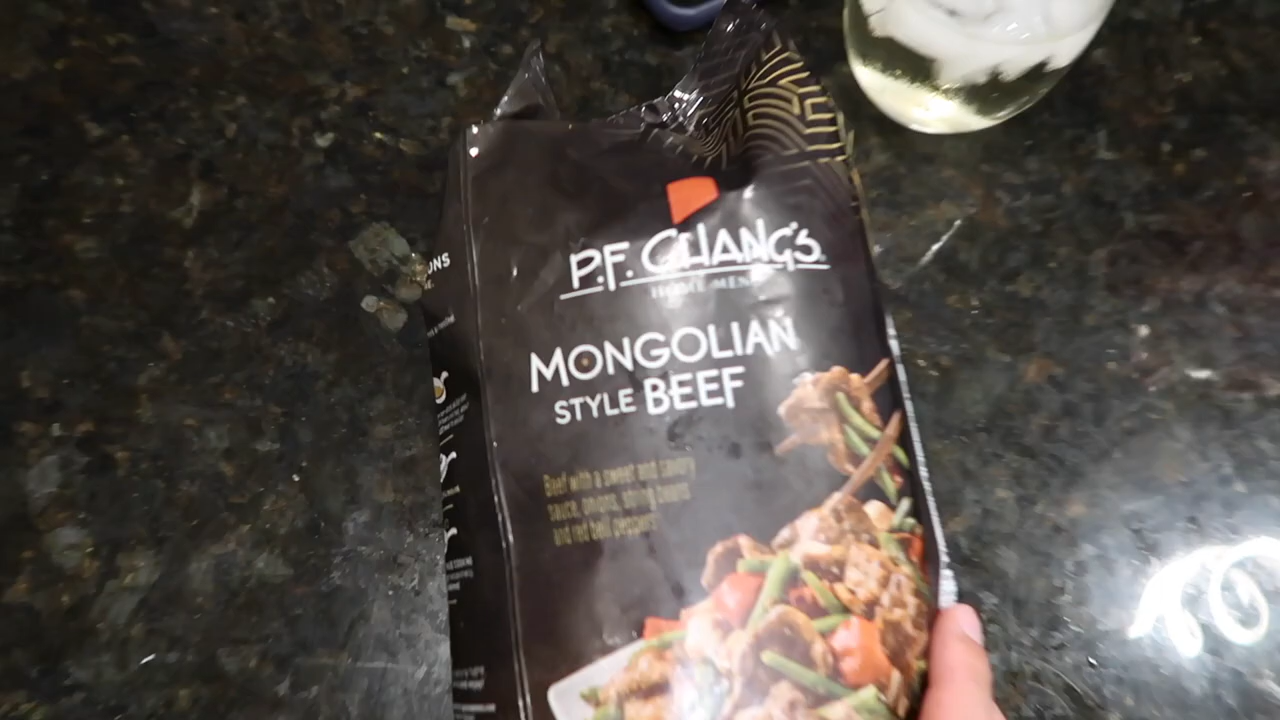 P.F. CHANG'S
HOME MENU
MONGOLIAN
STYLE BEEF
Beef with a sweet and savory
sauce, onions, string beans
and red bell peppers
ONS